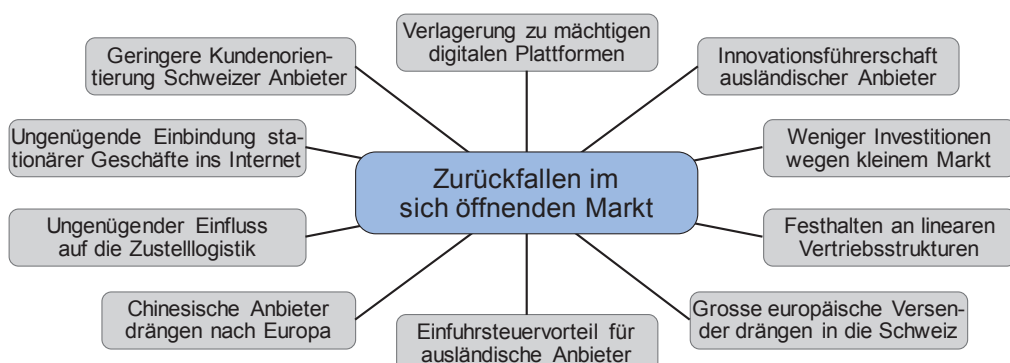 Verlagerung zu mächtigen
digitalen Plattformen
Geringere Kundenorien-
tierung Schweizer Anbieter
Innovationsführerschaft
ausländischer Anbieter
Ungenügende Einbindung sta-
tionärer Geschäfte ins Internet
Weniger Investitionen
wegen kleinem Markt
Zurückfallen im
sich öffnenden Markt
Ungenügender Einfluss
auf die Zustelllogistik
Festhalten an linearen
Vertriebsstrukturen
Chinesische Anbieter
drängen nach Europa
Einfuhrsteuervorteil für
ausländische Anbieter
Grosse europäische Versen-
der drängen in die Schweiz